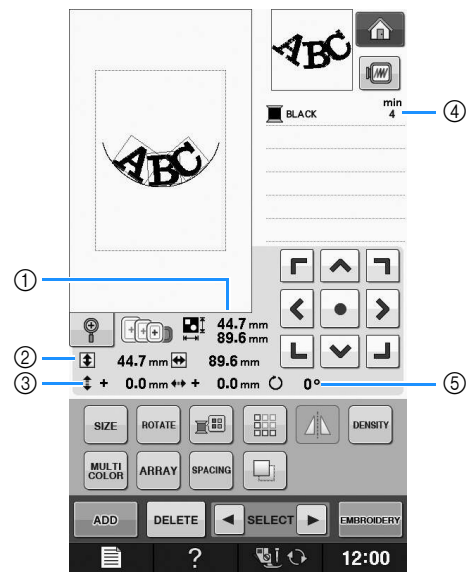 ABC
ABC
min
BLACK 4
④
①
44.7 mm
89.6 mm
②
44.7 mm 89.6 mm
③
+ 0.0 mm + 0.0 mm 0°
⑤
SIZE ROTATE DENSITY
MULTI COLOR ARRAY SPACING
ADD DELETE SELECT EMBROIDERY
? 12:00